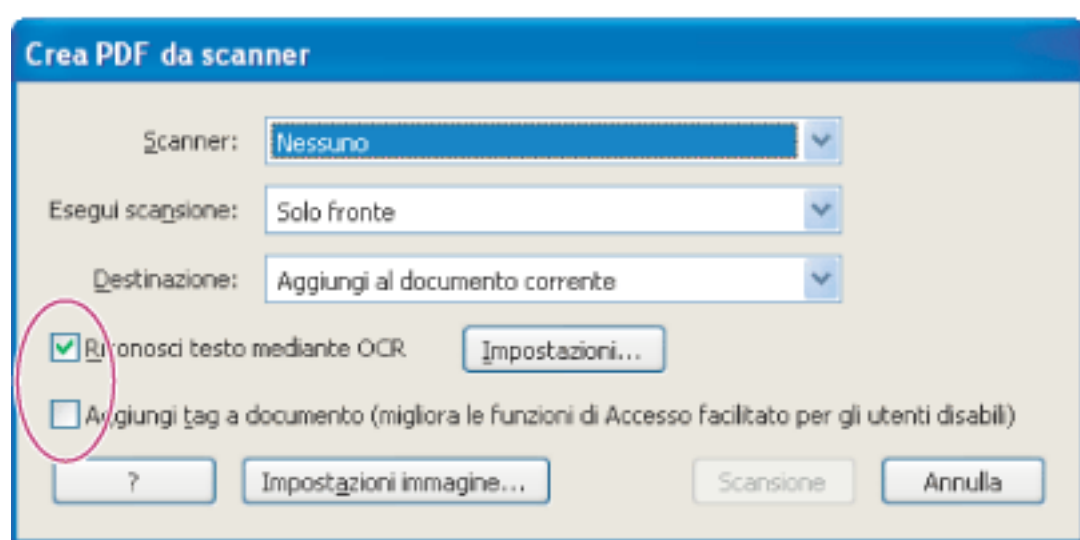 Crea PDF da scanner
Scanner: Nessuno
Esegui scansione: Solo fronte
Destinazione: Aggiungi al documento corrente
Riconosci testo mediante OCR Impostazioni...
Aggiungi tag a documento (migliora le funzioni di Accesso facilitato per gli utenti disabili)
? Impostazioni immagine... Scansione Annulla